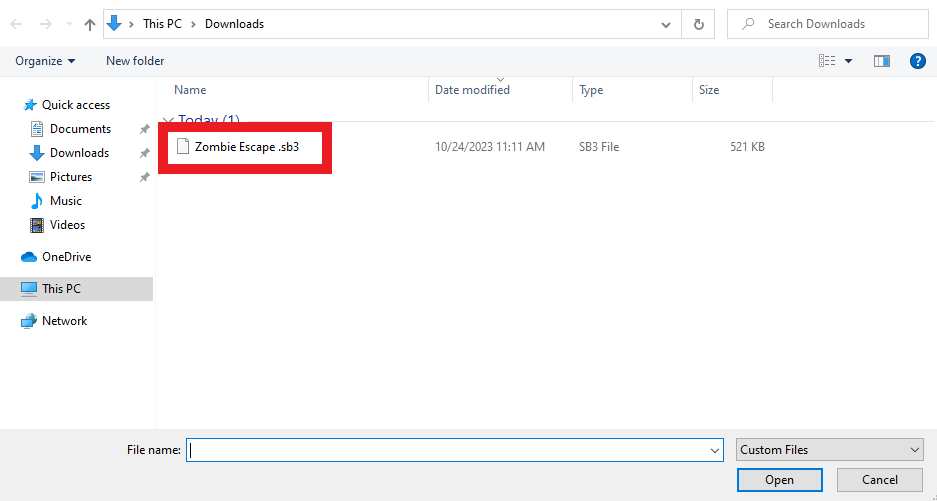 This PC > Downloads
Search Downloads
Organize
New folder
?
Name
Date modified
Type
Size
Quick access
Documents
Downloads
Pictures
Music
Videos
OneDrive
This PC
Network
Today (1)
Zombie Escape .sb3
10/24/2023 11:11 AM
SB3 File
521 KB
File name:
Custom Files
Open
Cancel